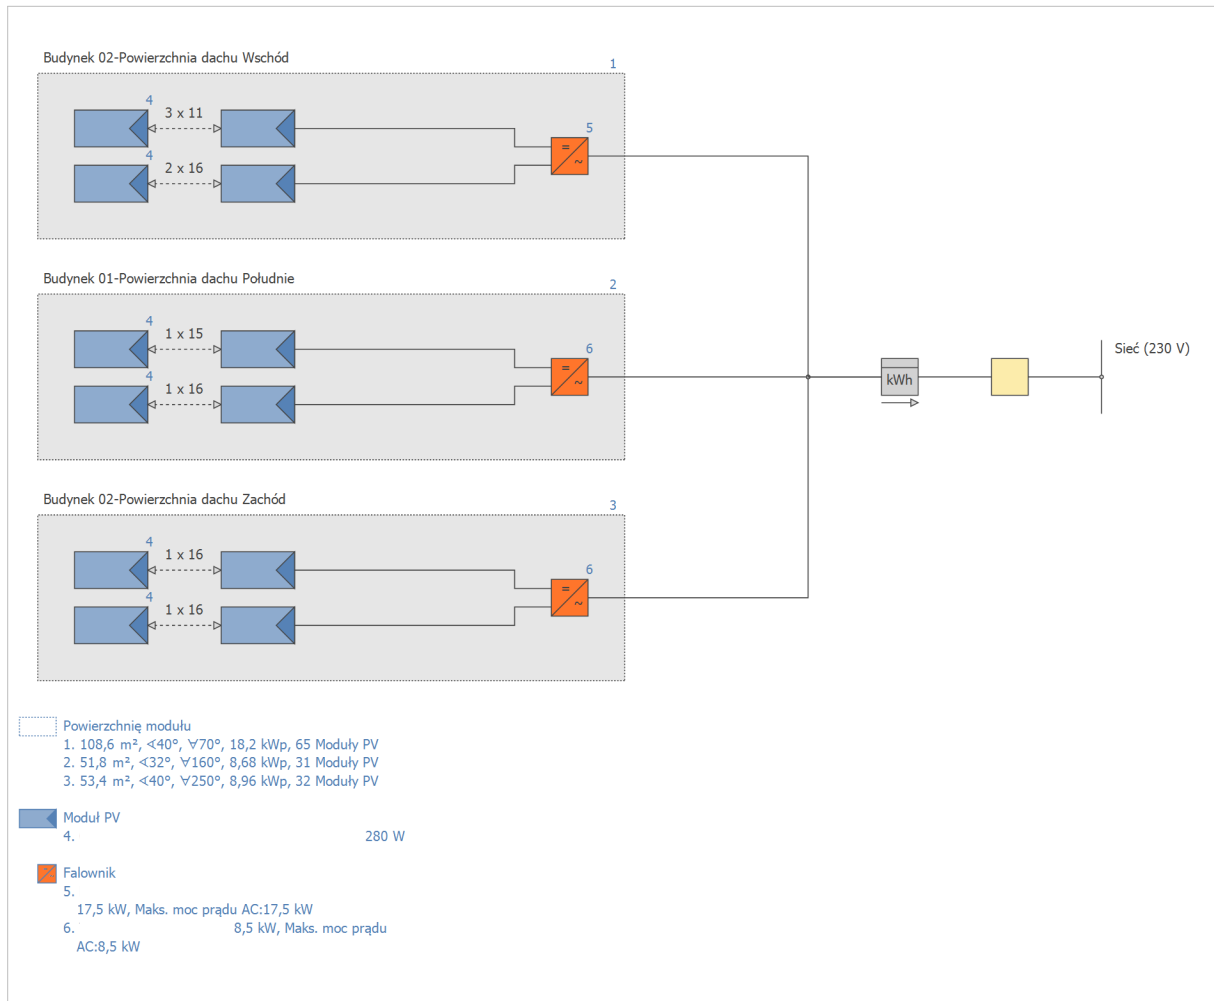 Budynek 02-Powierzchnia dachu Wschód
1
4
3 x 11
5
4
2 x 16
=
~
Budynek 01-Powierzchnia dachu Południe
2
4
1 x 15
6
4
1 x 16
=
~
Sieć (230 V)
kWh
Budynek 02-Powierzchnia dachu Zachód
3
4
1 x 16
6
4
1 x 16
=
~
Powierzchnię modułu
1. 108,6 m², ∢40°, ∀70°, 18,2 kWp, 65 Moduły PV
2. 51,8 m², ∢32°, ∀160°, 8,68 kWp, 31 Moduły PV
3. 53,4 m², ∢40°, ∀250°, 8,96 kWp, 32 Moduły PV
Moduł PV
4. 280 W
Falownik
5.
17,5 kW, Maks. moc prądu AC:17,5 kW
6. 8,5 kW, Maks. moc prądu
AC:8,5 kW